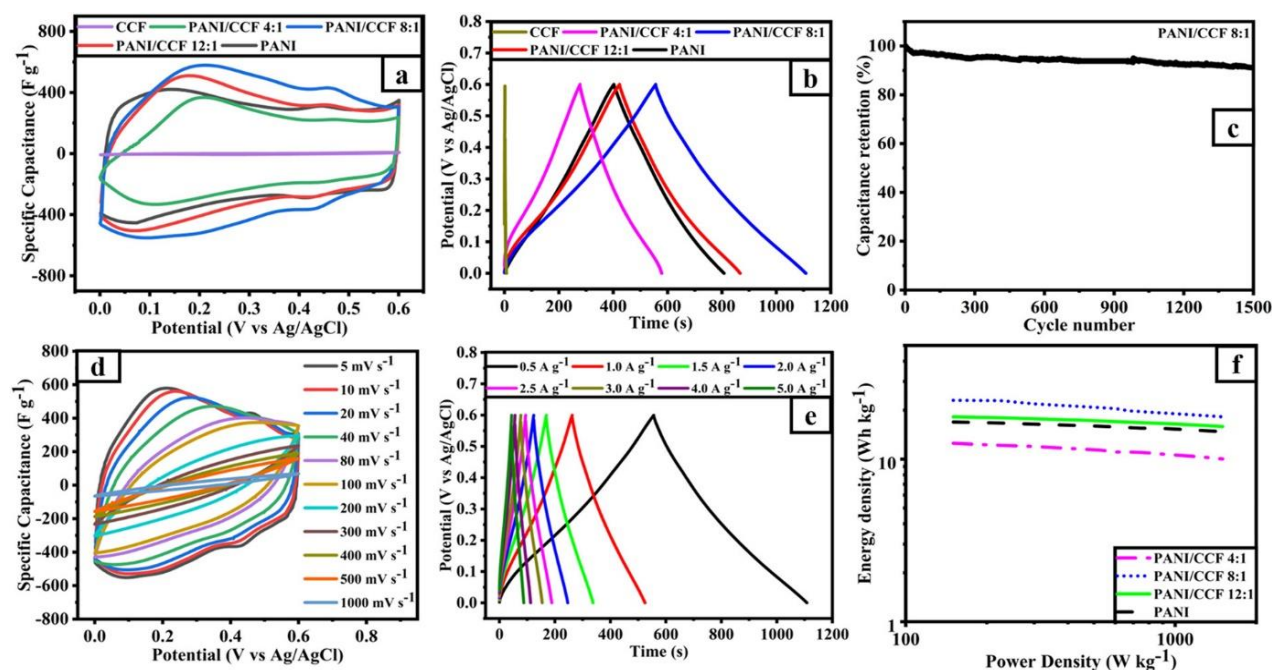 CCF PANI/CCF 4:1 PANI/CCF 8:1
PANI/CCF 12:1 PANI
a
Specific Capacitance (F g⁻¹)
800
400
0
-400
-800
0.0 0.1 0.2 0.3 0.4 0.5 0.6
Potential (V vs Ag/AgCl)
CCF PANI/CCF 4:1 PANI/CCF 8:1
PANI/CCF 12:1 PANI
b
Potential (V vs Ag/AgCl)
0.8
0.7
0.6
0.5
0.4
0.3
0.2
0.1
0.0
0 200 400 600 800 1000 1200
Time (s)
PANI/CCF 8:1
c
Capacitance retention (%)
100
80
60
40
20
0
0 300 600 900 1200 1500
Cycle number
d
Specific Capacitance (F g⁻¹)
800
600
400
200
0
-200
-400
-600
-800
0.0 0.2 0.4 0.6 0.8
Potential (V vs Ag/AgCl)
5 mV s⁻¹
10 mV s⁻¹
20 mV s⁻¹
40 mV s⁻¹
80 mV s⁻¹
100 mV s⁻¹
200 mV s⁻¹
300 mV s⁻¹
400 mV s⁻¹
500 mV s⁻¹
1000 mV s⁻¹
0.5 A g⁻¹ 1.0 A g⁻¹ 1.5 A g⁻¹ 2.0 A g⁻¹
2.5 A g⁻¹ 3.0 A g⁻¹ 4.0 A g⁻¹ 5.0 A g⁻¹
e
Potential (V vs Ag/AgCl)
0.8
0.7
0.6
0.5
0.4
0.3
0.2
0.1
0.0
0 200 400 600 800 1000 1200
Time (s)
f
Energy density (Wh kg⁻¹)
10
1
100 1000
Power Density (W kg⁻¹)
PANI/CCF 4:1
PANI/CCF 8:1
PANI/CCF 12:1
PANI